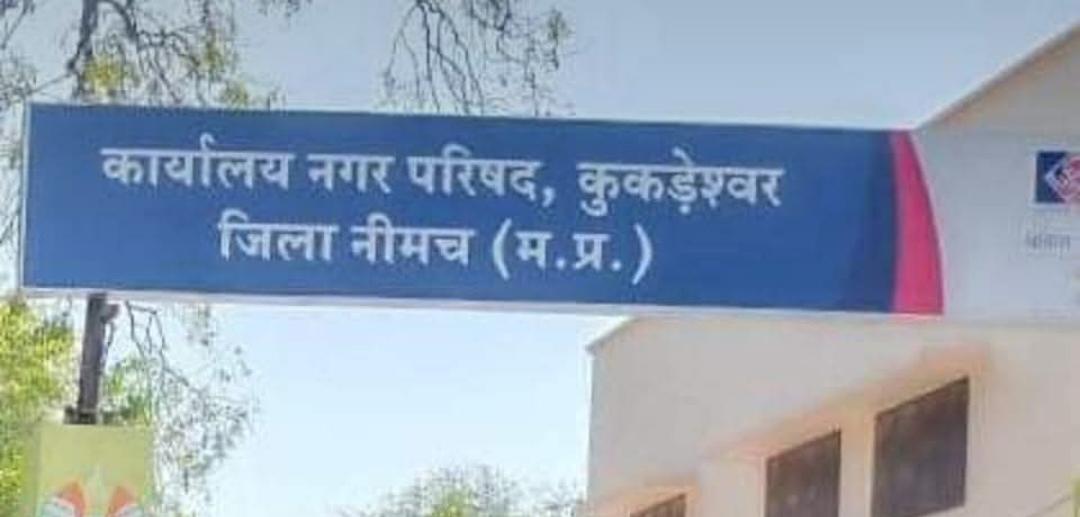 कार्यालय नगर परिषद, कुकड़ेश्वर
जिला नीमच (म.प्र.)